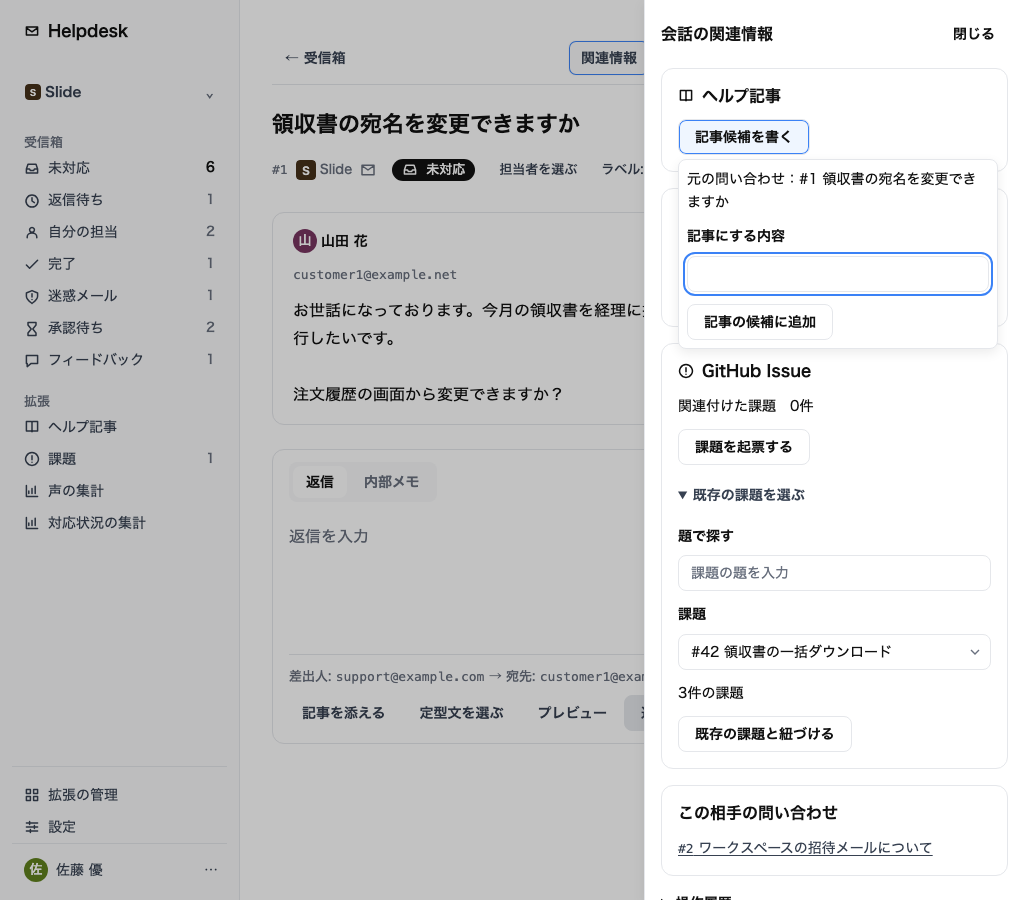 Helpdesk
S Slide
受信箱
未対応 6
返信待ち 1
自分の担当 2
完了 1
迷惑メール 1
承認待ち 2
フィードバック 1
拡張
ヘルプ記事
課題 1
声の集計
対応状況の集計
拡張の管理
設定
佐 佐藤 優 ...
← 受信箱
関連情報
領収書の宛名を変更できますか
#1 S Slide 未対応 担当者を選ぶ ラベル:
山 山田 花
customer1@example.net
お世話になっております。今月の領収書を経理に
行したいです。
注文履歴の画面から変更できますか？
返信 内部メモ
返信を入力
差出人: support@example.com → 宛先: customer1@exam
記事を添える 定型文を選ぶ プレビュー
会話の関連情報 閉じる
ヘルプ記事
記事候補を書く
元の問い合わせ：#1 領収書の宛名を変更でき
ますか
記事にする内容
記事の候補に追加
GitHub Issue
関連付けた課題 0件
課題を起票する
▼ 既存の課題を選ぶ
題で探す
課題の題を入力
課題
#42 領収書の一括ダウンロード
3件の課題
既存の課題と紐づける
この相手の問い合わせ
#2 ワークスペースの招待メールについて
操作履歴